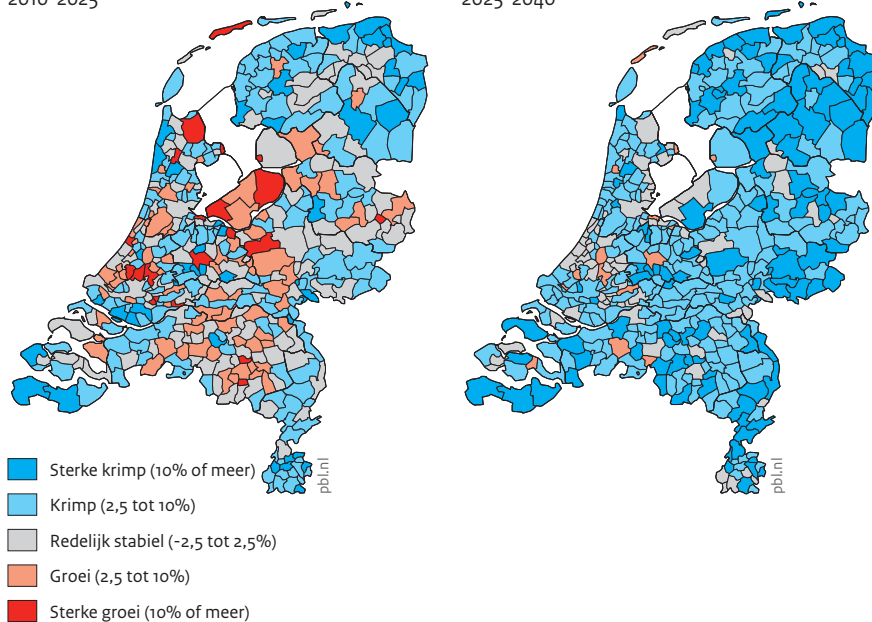 2010-2025
2025-2040
pbl.nl
pbl.nl
Sterke krimp (10% of meer)
Krimp (2,5 tot 10%)
Redelijk stabiel (-2,5 tot 2,5%)
Groei (2,5 tot 10%)
Sterke groei (10% of meer)